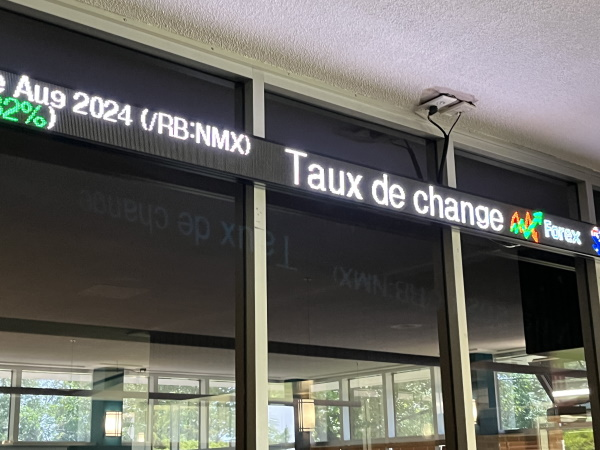 Aug 2024 (/RB:NMX)
2%)
Taux de change
Forex